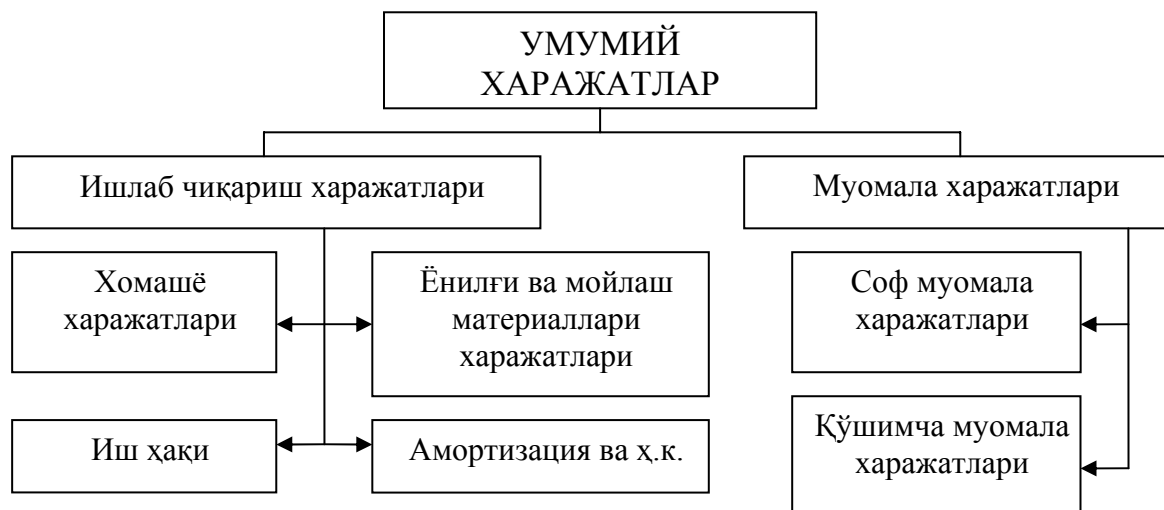 УМУМИЙ
ХАРАЖАТЛАР
Ишлаб чиқариш харажатлари
Муомала харажатлари
Хомашё
харажатлари
Ёнилғи ва мойлаш
материаллари
харажатлари
Соф муомала
харажатлари
Иш ҳақи
Амортизация ва ҳ.к.
Қўшимча муомала
харажатлари